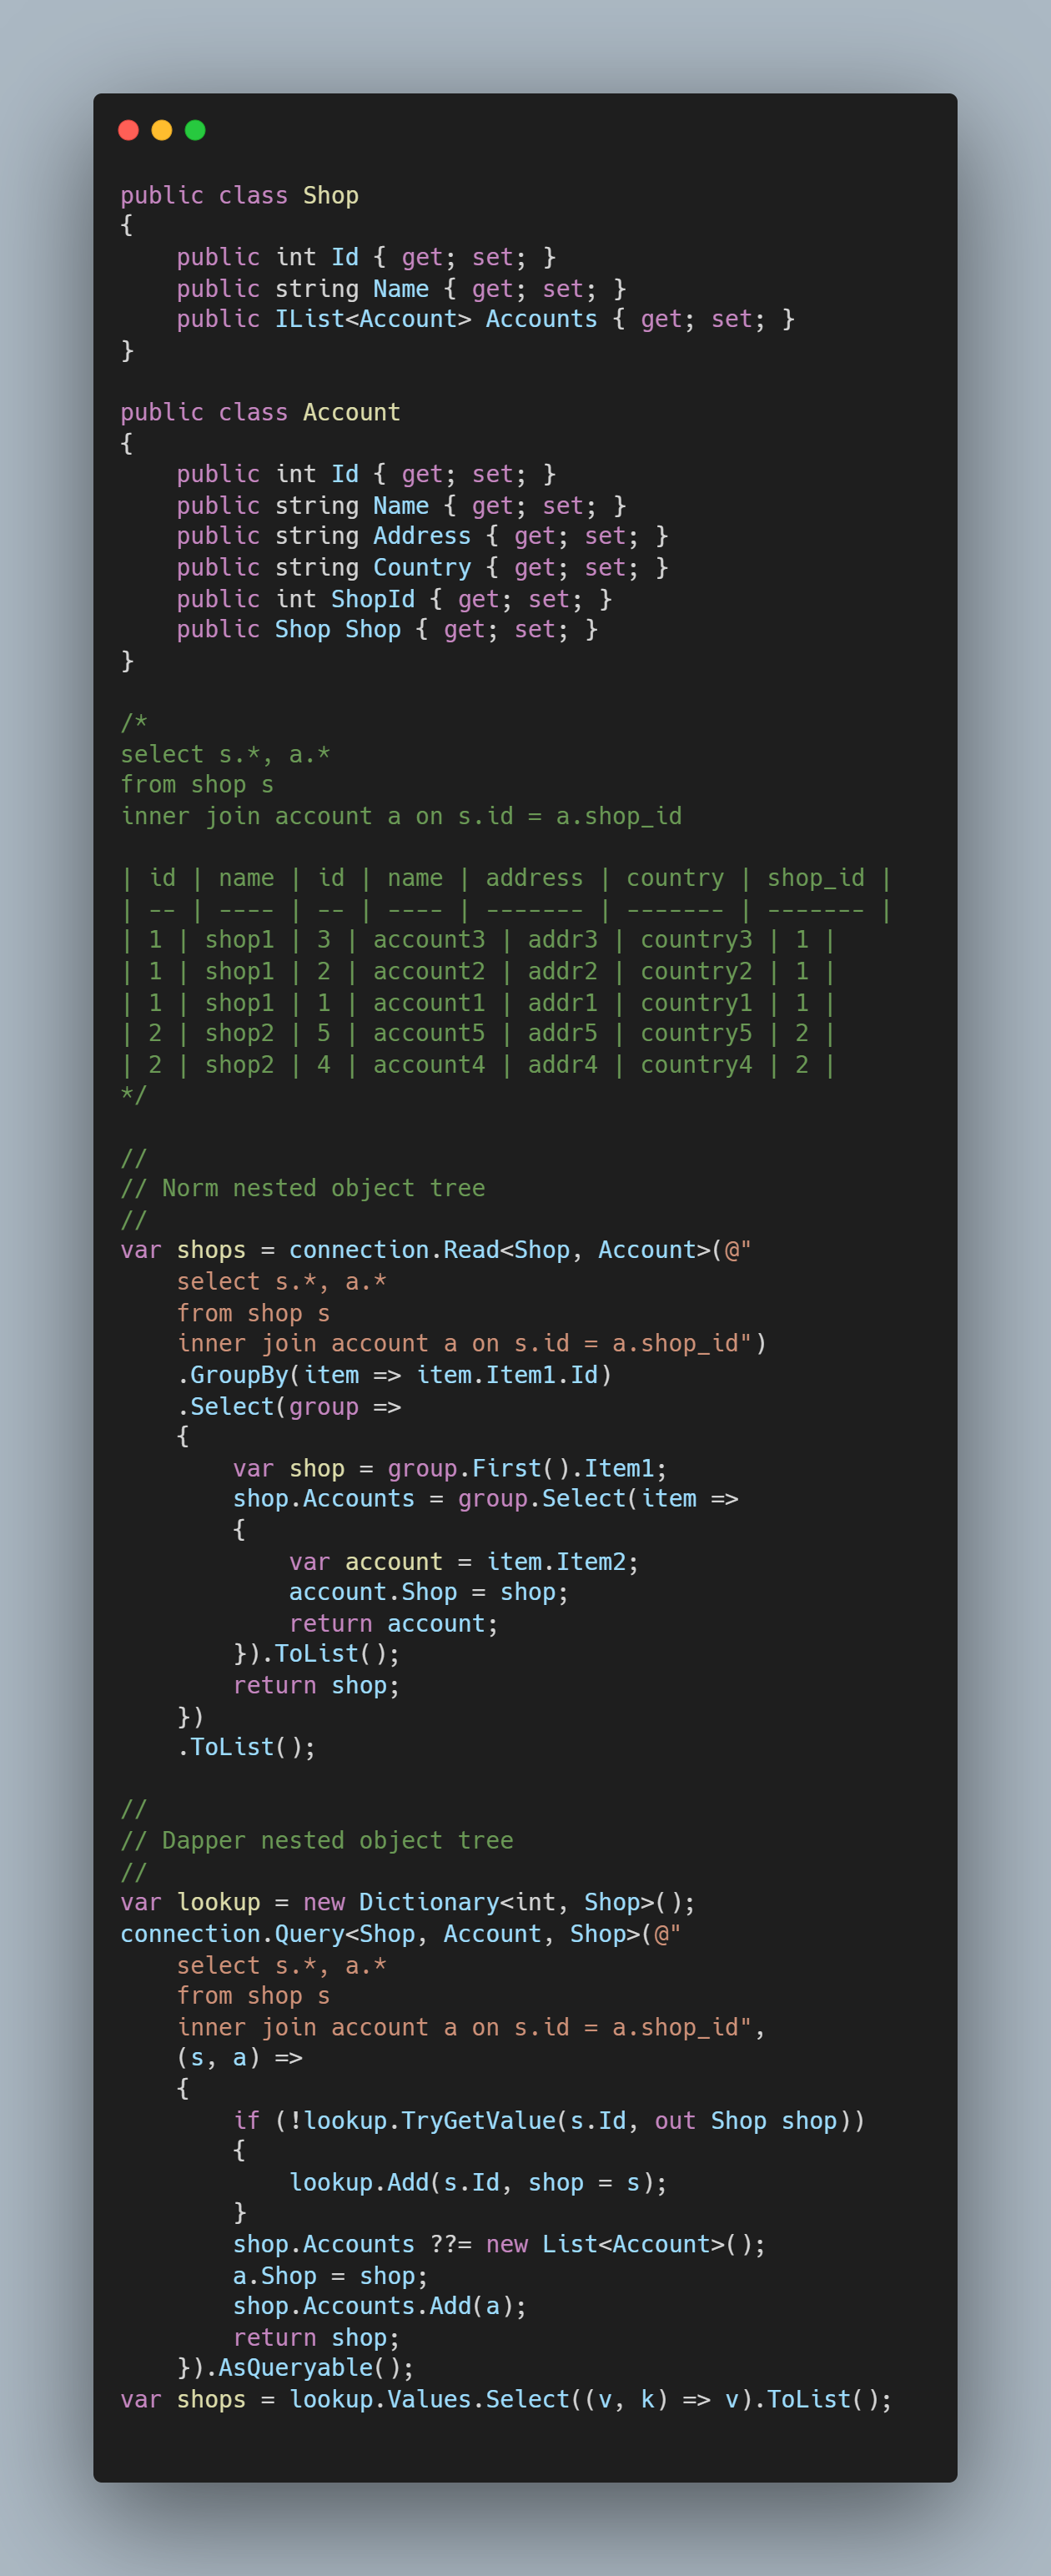 public class Shop
{
    public int Id { get; set; }
    public string Name { get; set; }
    public IList<Account> Accounts { get; set; }
}

public class Account
{
    public int Id { get; set; }
    public string Name { get; set; }
    public string Address { get; set; }
    public string Country { get; set; }
    public int ShopId { get; set; }
    public Shop Shop { get; set; }
}

/*
select s.*, a.*
from shop s
inner join account a on s.id = a.shop_id

| id | name | id | name | address | country | shop_id |
| -- | ---- | -- | ---- | ------- | ------- | ------- |
| 1 | shop1 | 3 | account3 | addr3 | country3 | 1 |
| 1 | shop1 | 2 | account2 | addr2 | country2 | 1 |
| 1 | shop1 | 1 | account1 | addr1 | country1 | 1 |
| 2 | shop2 | 5 | account5 | addr5 | country5 | 2 |
| 2 | shop2 | 4 | account4 | addr4 | country4 | 2 |
*/

//
// Norm nested object tree
//
var shops = connection.Read<Shop, Account>(@"
    select s.*, a.*
    from shop s
    inner join account a on s.id = a.shop_id")
    .GroupBy(item => item.Item1.Id)
    .Select(group =>
    {
        var shop = group.First().Item1;
        shop.Accounts = group.Select(item =>
        {
            var account = item.Item2;
            account.Shop = shop;
            return account;
        }).ToList();
        return shop;
    })
    .ToList();

//
// Dapper nested object tree
//
var lookup = new Dictionary<int, Shop>();
connection.Query<Shop, Account, Shop>(@"
    select s.*, a.*
    from shop s
    inner join account a on s.id = a.shop_id",
    (s, a) =>
    {
        if (!lookup.TryGetValue(s.Id, out Shop shop))
        {
            lookup.Add(s.Id, shop = s);
        }
        shop.Accounts ??= new List<Account>();
        a.Shop = shop;
        shop.Accounts.Add(a);
        return shop;
    }).AsQueryable();
var shops = lookup.Values.Select((v, k) => v).ToList();